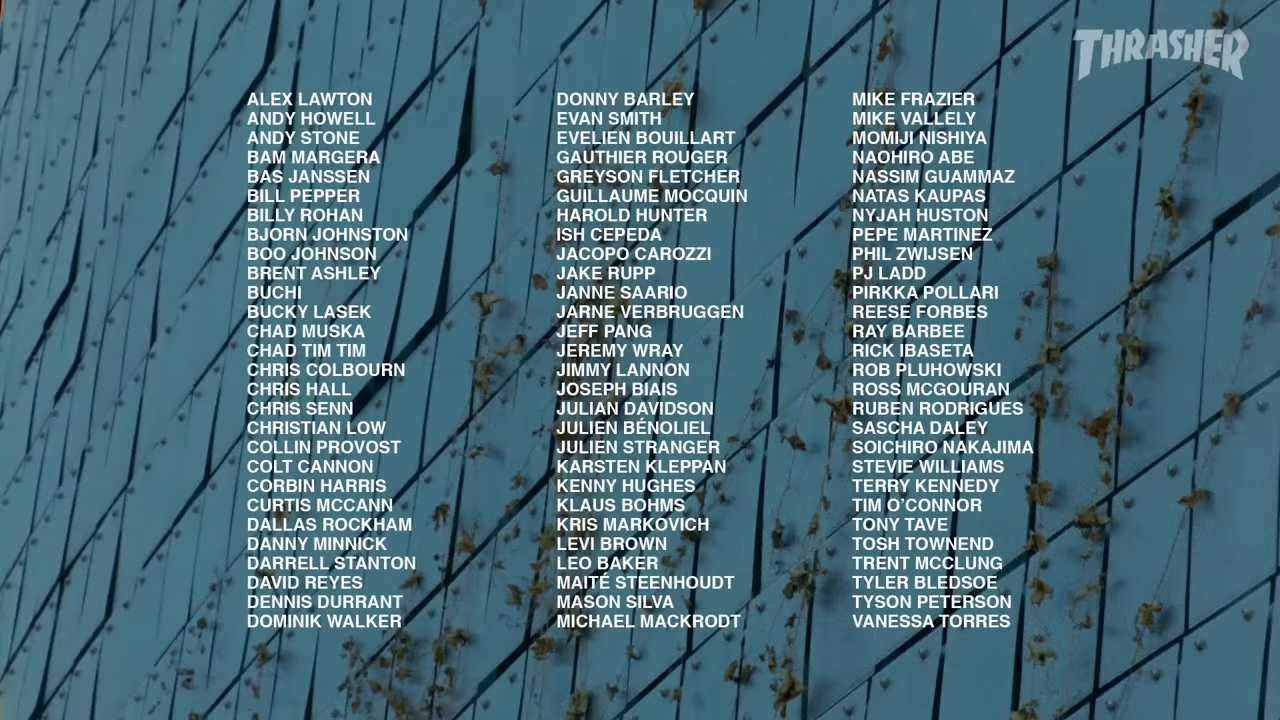 THRASHER
ALEX LAWTON
ANDY HOWELL
ANDY STONE
BAM MARGERA
BAS JANSSEN
BILL PEPPER
BILLY ROHAN
BJORN JOHNSTON
BOO JOHNSON
BRENT ASHLEY
BUCHI
BUCKY LASEK
CHAD MUSKA
CHAD TIM TIM
CHRIS COLBOURN
CHRIS HALL
CHRIS SENN
CHRISTIAN LOW
COLLIN PROVOST
COLT CANNON
CORBIN HARRIS
CURTIS MCCANN
DALLAS ROCKHAM
DANNY MINNICK
DARRELL STANTON
DAVID REYES
DENNIS DURRANT
DOMINIK WALKER
DONNY BARLEY
EVAN SMITH
EVELIEN BOUILLART
GAUTHIER ROUGER
GREYSON FLETCHER
GUILLAUME MOCQUIN
HAROLD HUNTER
ISH CEPEDA
JACOPO CAROZZI
JAKE RUPP
JANNE SAARIO
JARNE VERBRUGGEN
JEFF PANG
JEREMY WRAY
JIMMY LANNON
JOSEPH BIAIS
JULIAN DAVIDSON
JULIEN BÉNOLIEL
JULIEN STRANGER
KARSTEN KLEPPAN
KENNY HUGHES
KLAUS BOHMS
KRIS MARKOVICH
LEVI BROWN
LEO BAKER
MAITÉ STEENHOUDT
MASON SILVA
MICHAEL MACKRODT
MIKE FRAZIER
MIKE VALLELY
MOMIJI NISHIYA
NAOHIRO ABE
NASSIM GUAMMAZ
NATAS KAUPAS
NYJAH HUSTON
PEPE MARTINEZ
PHIL ZWIJSEN
PJ LADD
PIRKKA POLLARI
REESE FORBES
RAY BARBEE
RICK IBASETA
ROB PLUHOWSKI
ROSS MCGOURAN
RUBEN RODRIGUES
SASCHA DALEY
SOICHIRO NAKAJIMA
STEVIE WILLIAMS
TERRY KENNEDY
TIM O'CONNOR
TONY TAVE
TOSH TOWNEND
TRENT MCCLUNG
TYLER BLEDSOE
TYSON PETERSON
VANESSA TORRES